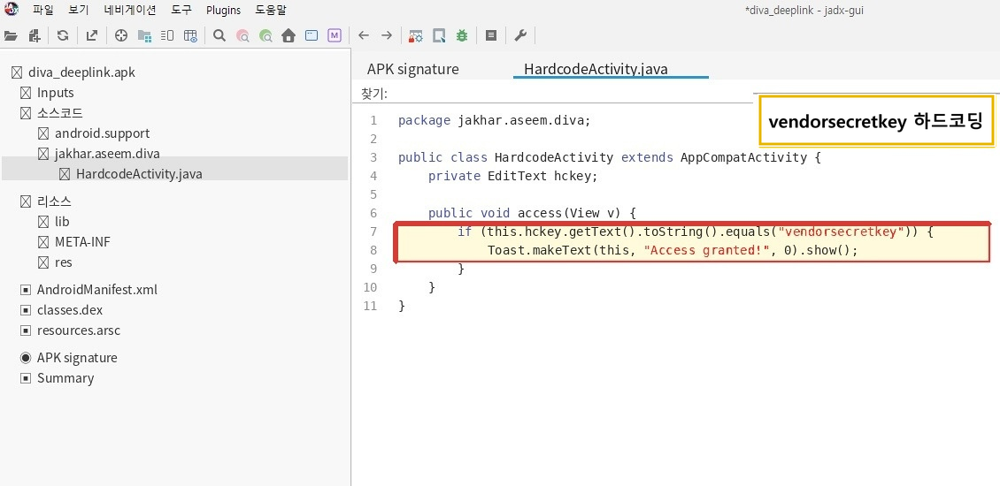 파일 보기 네비게이션 도구 Plugins 도움말 *diva_deeplink - jadx-gui
diva_deeplink.apk
Inputs
소스코드
android.support
jakhar.aseem.diva
HardcodeActivity.java
리소스
lib
META-INF
res
AndroidManifest.xml
classes.dex
resources.arsc
APK signature
Summary
APK signature HardcodeActivity.java
찾기:
vendorsecretkey 하드코딩
1 package jakhar.aseem.diva;
2
3 public class HardcodeActivity extends AppCompatActivity {
4 private EditText hckey;
5
6 public void access(View v) {
7 if (this.hckey.getText().toString().equals("vendorsecretkey")) {
8 Toast.makeText(this, "Access granted!", 0).show();
9 }
10 }
11 }